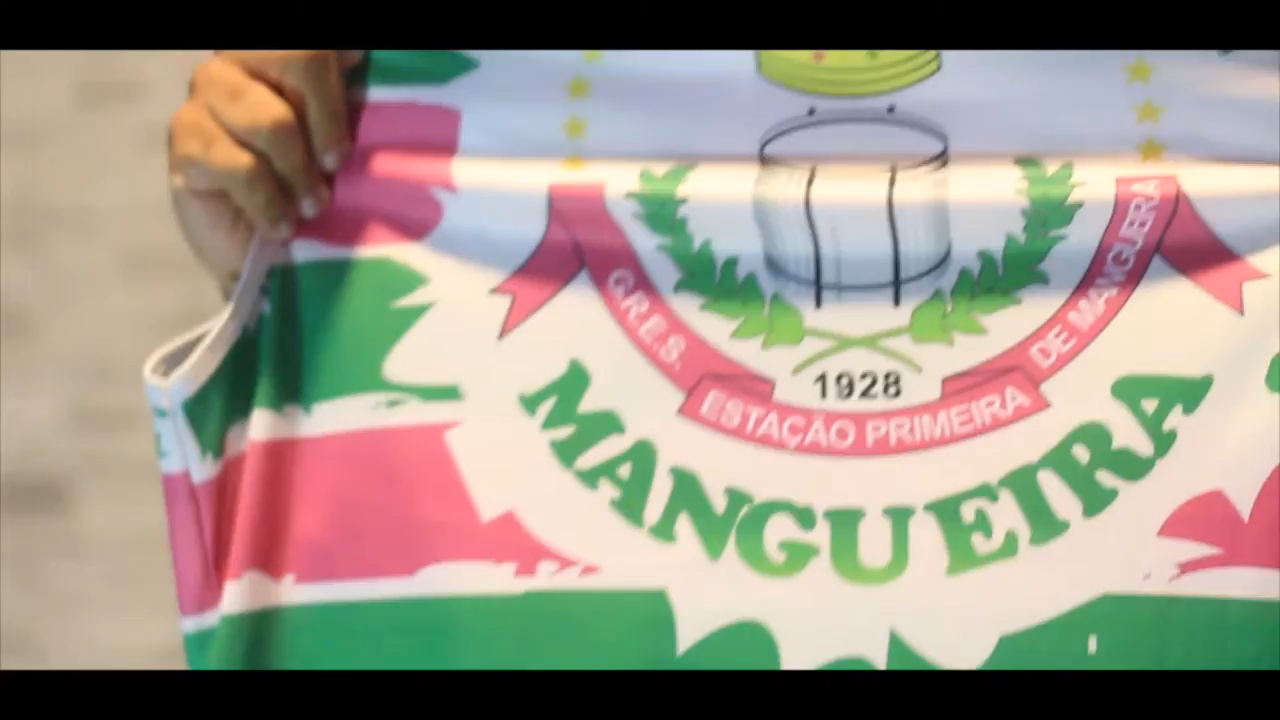 G.R.E.S.
ESTAÇÃO PRIMEIRA
DE MANGUEIRA
1928
MANGUEIRA